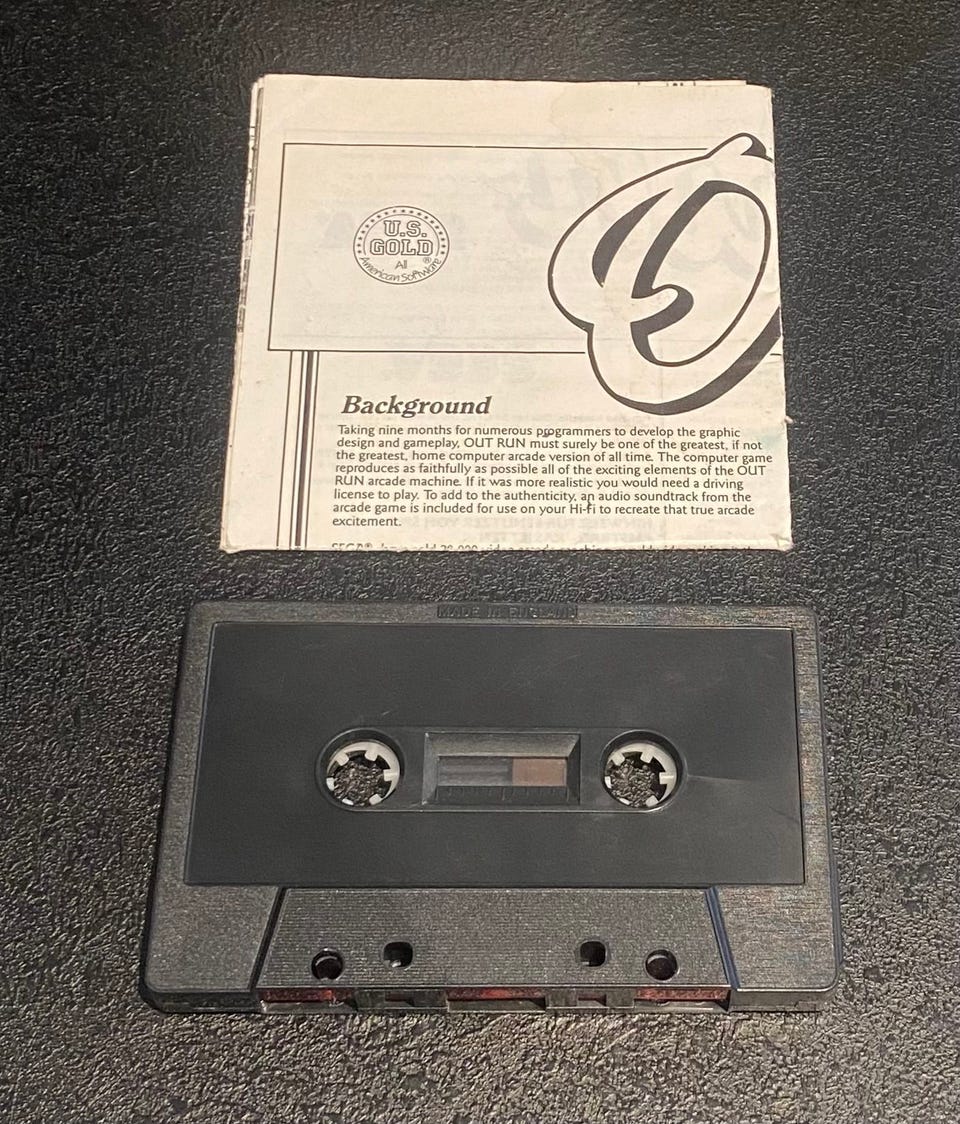 U.S.
GOLD®
All
American Software
Background
Taking nine months for numerous programmers to develop the graphic
design and gameplay, OUT RUN must surely be one of the greatest, if not
the greatest, home computer arcade version of all time. The computer game
reproduces as faithfully as possible all of the exciting elements of the OUT
RUN arcade machine. If it was more realistic you would need a driving
license to play. To add to the authenticity, an audio soundtrack from the
arcade game is included for use on your Hi-fi to recreate that true arcade
excitement.
MADE IN ENGLAND